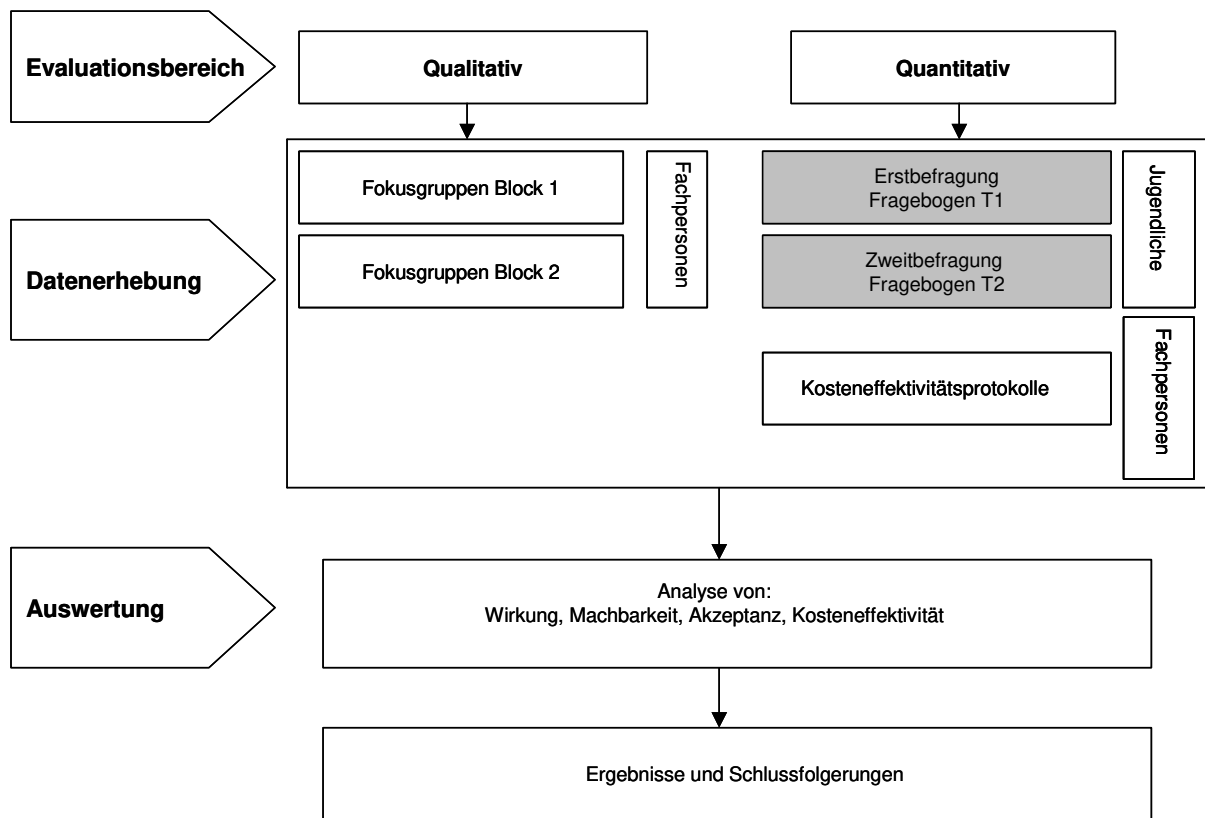 Evaluationsbereich
Qualitativ
Quantitativ
Datenerhebung
Fokusgruppen Block 1
Fokusgruppen Block 2
Fachpersonen
Erstbefragung
Fragebogen T1
Zweitbefragung
Fragebogen T2
Jugendliche
Kosteneffektivitätsprotokolle
Fachpersonen
Auswertung
Analyse von:
Wirkung, Machbarkeit, Akzeptanz, Kosteneffektivität
Ergebnisse und Schlussfolgerungen